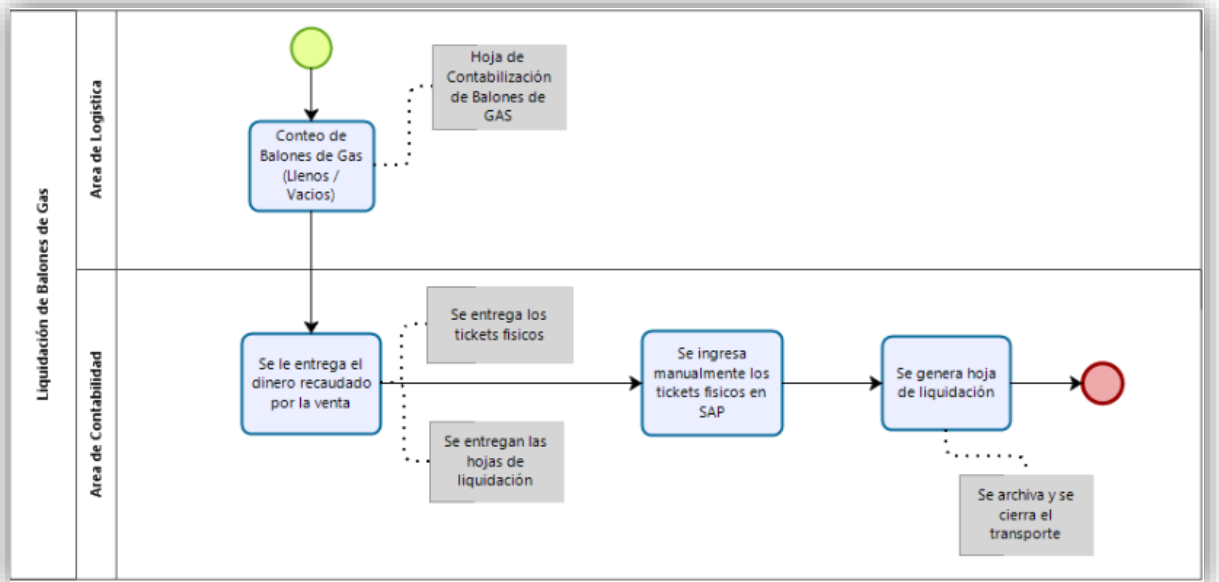 Liquidación de Balones de Gas
Area de Logística
Hoja de
Contabilización
de Balones de
GAS
Conteo de
Balones de Gas
(Llenos /
Vacios)
Area de Contabilidad
Se entrega los
tickets fisicos
Se le entrega el
dinero recaudado
por la venta
Se entregan las
hojas de
liquidación
Se ingresa
manualmente los
tickets fisicos en
SAP
Se genera hoja
de liquidación
Se archiva y se
cierra el
transporte